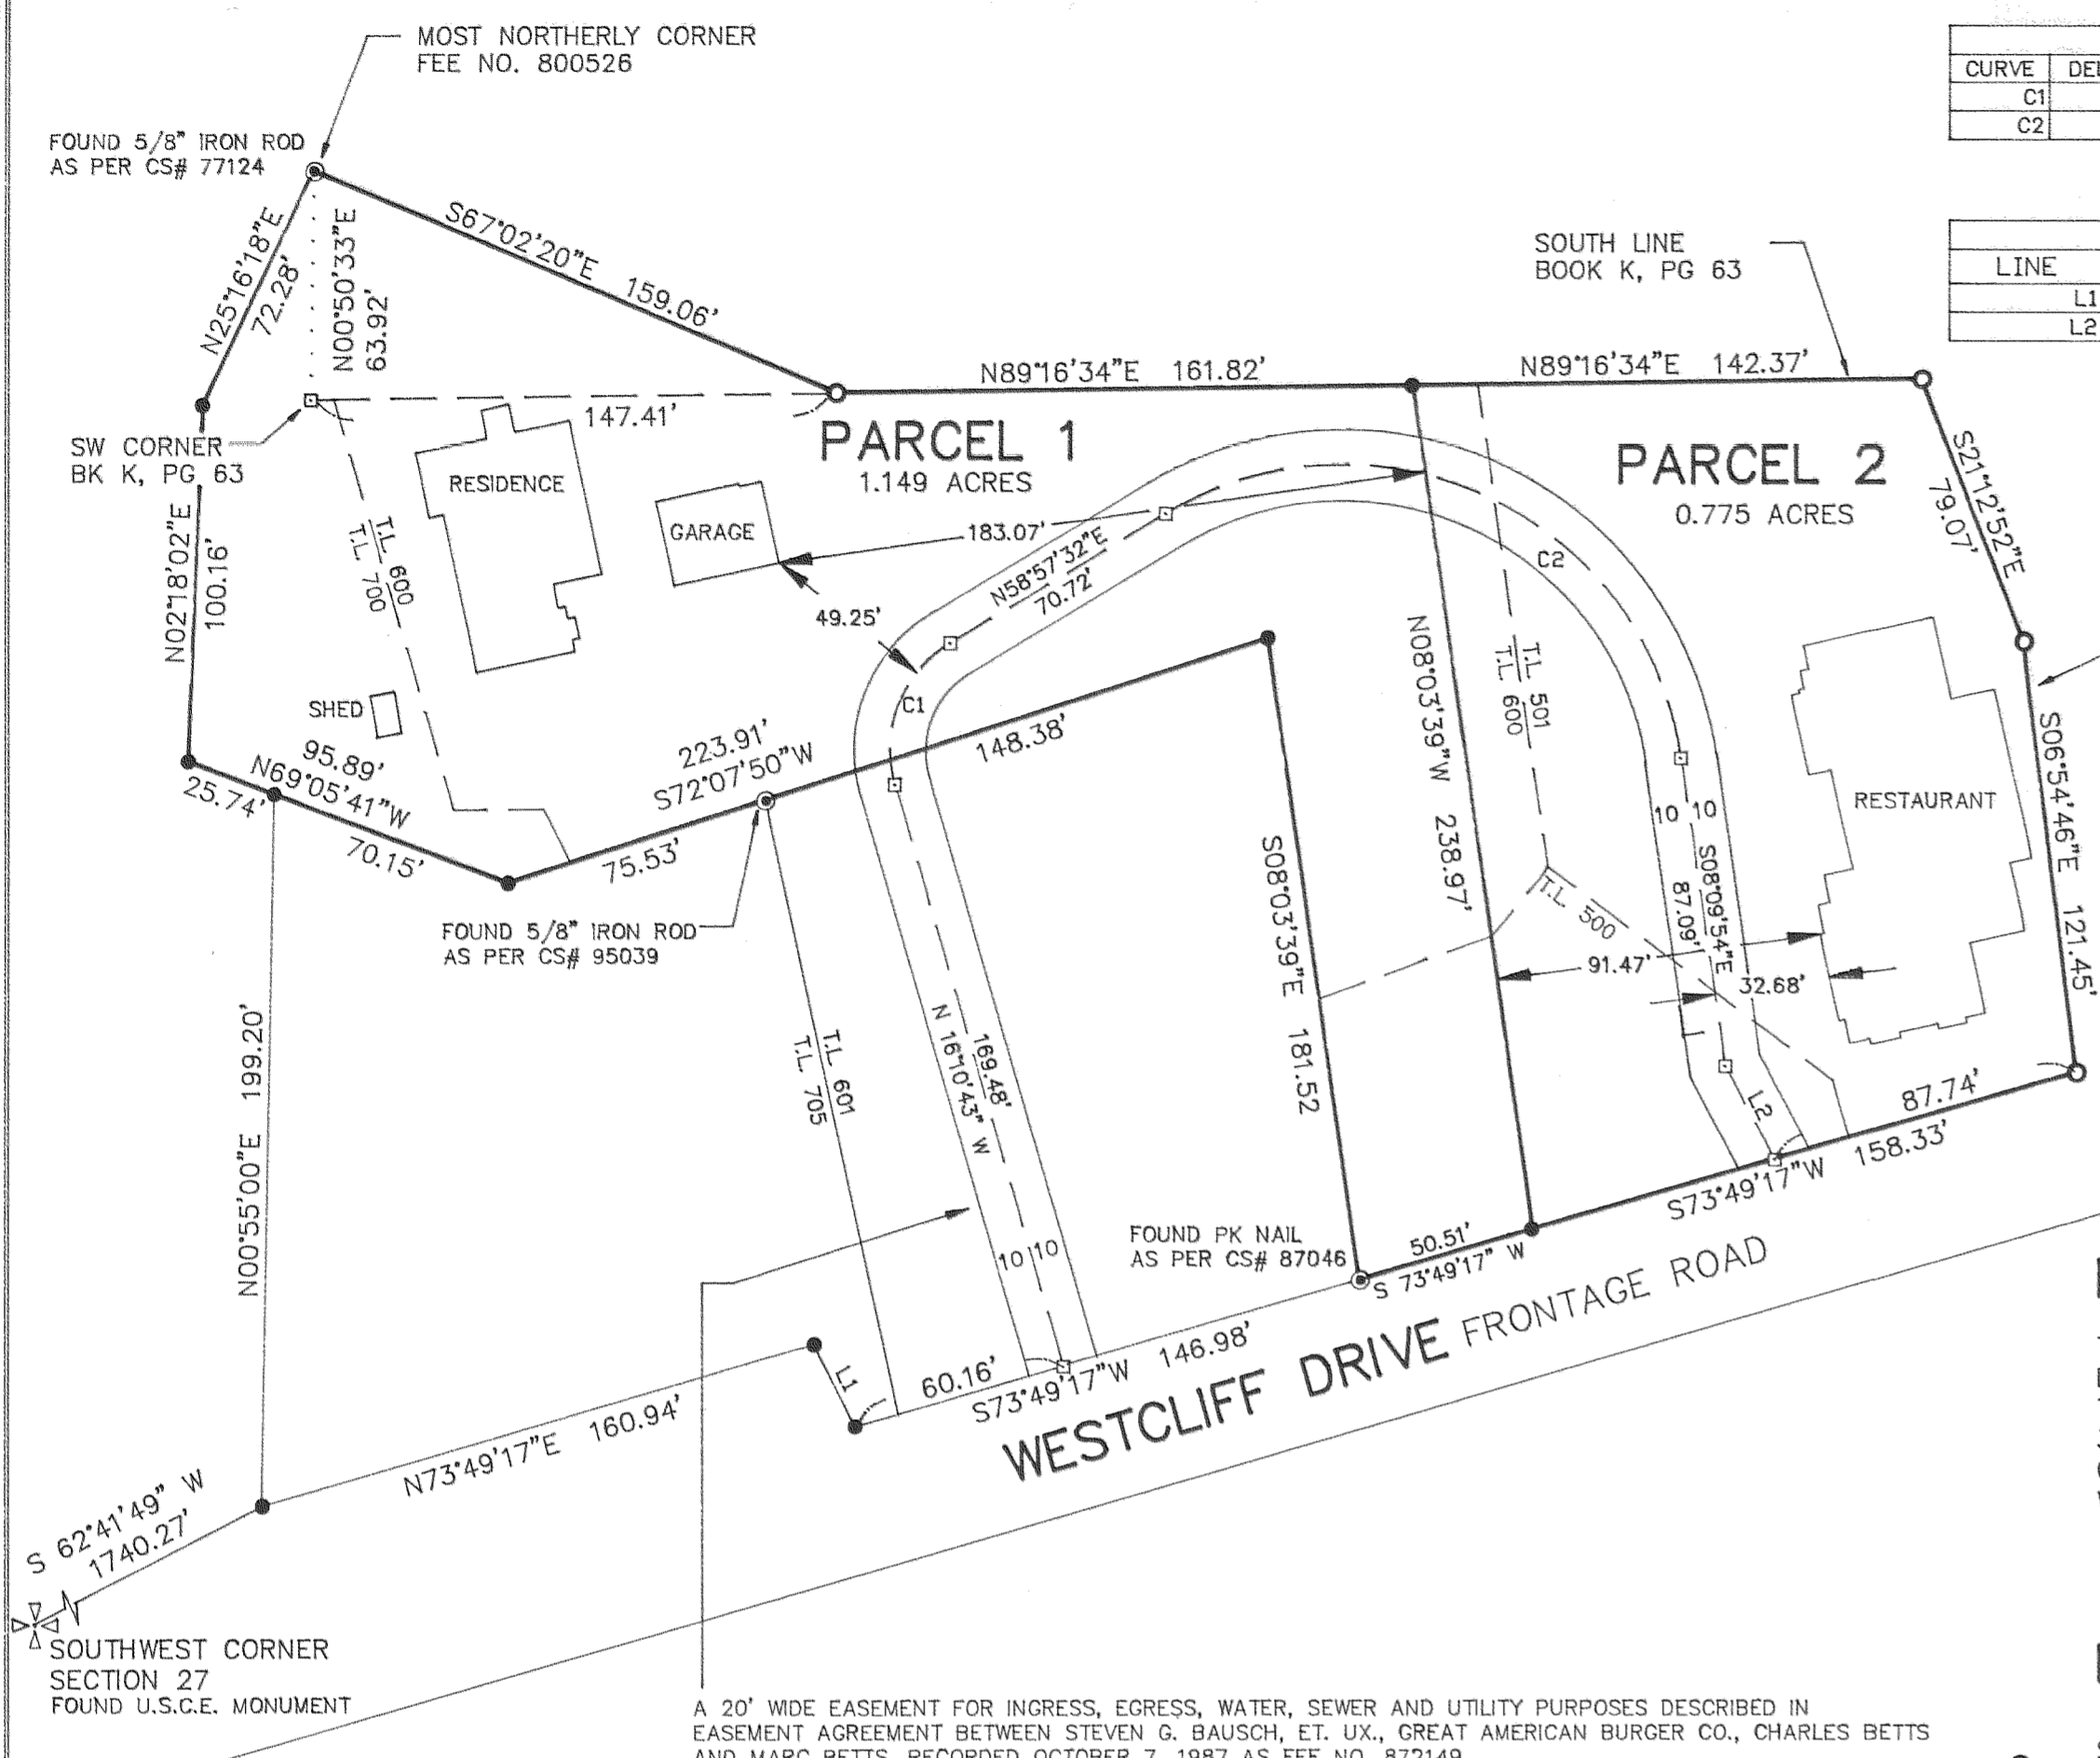 MOST NORTHERLY CORNER
FEE NO. 800526
FOUND 5/8" IRON ROD
AS PER CS# 77124
CURVE
C1
C2
LINE
L1
L2
SOUTH LINE
BOOK K, PG 63
N25°16'18"E
72.28'
N00°50'33"E
63.92'
S67°02'20"E 159.06'
N89°16'34"E 161.82'
N89°16'34"E 142.37'
147.41'
SW CORNER
BK K, PG 63
RESIDENCE
GARAGE
PARCEL 1
1.149 ACRES
PARCEL 2
0.775 ACRES
S21°12'52"E
79.07'
183.07'
N58°57'32"E
70.72'
C2
T.L. 600
T.L. 700
N02°18'02"E
100.16'
49.25'
C1
SHED
95.89'
N69°05'41"W
25.74'
70.15'
223.91'
S72°07'50"W
148.38'
75.53'
N08°03'39"W 238.97'
T.L. 501
T.L. 600
S06°54'46"E 121.45'
RESTAURANT
10 10
S08°09'54"E
87.09'
T.L. 500
91.47'
32.68'
FOUND 5/8" IRON ROD
AS PER CS# 95039
S08°03'39"E 181.52
N0°55'00"E 199.20'
T.L. 601
T.L. 705
169.48'
N 16°10'43" W
10 10
L2
87.74'
158.33'
S73°49'17"W
FOUND PK NAIL
AS PER CS# 87046
50.51'
S 73°49'17" W
L1
60.16'
S73°49'17"W 146.98'
WESTCLIFF DRIVE FRONTAGE ROAD
N73°49'17"E 160.94'
S 62°41'49" W
1740.27'
SOUTHWEST CORNER
SECTION 27
FOUND U.S.C.E. MONUMENT
A 20' WIDE EASEMENT FOR INGRESS, EGRESS, WATER, SEWER AND UTILITY PURPOSES DESCRIBED IN
EASEMENT AGREEMENT BETWEEN STEVEN G. BAUSCH, ET. UX., GREAT AMERICAN BURGER CO., CHARLES BETTS
AND MARC BETTS, RECORDED OCTOBER 7, 1987 AS FEE NO. 872149